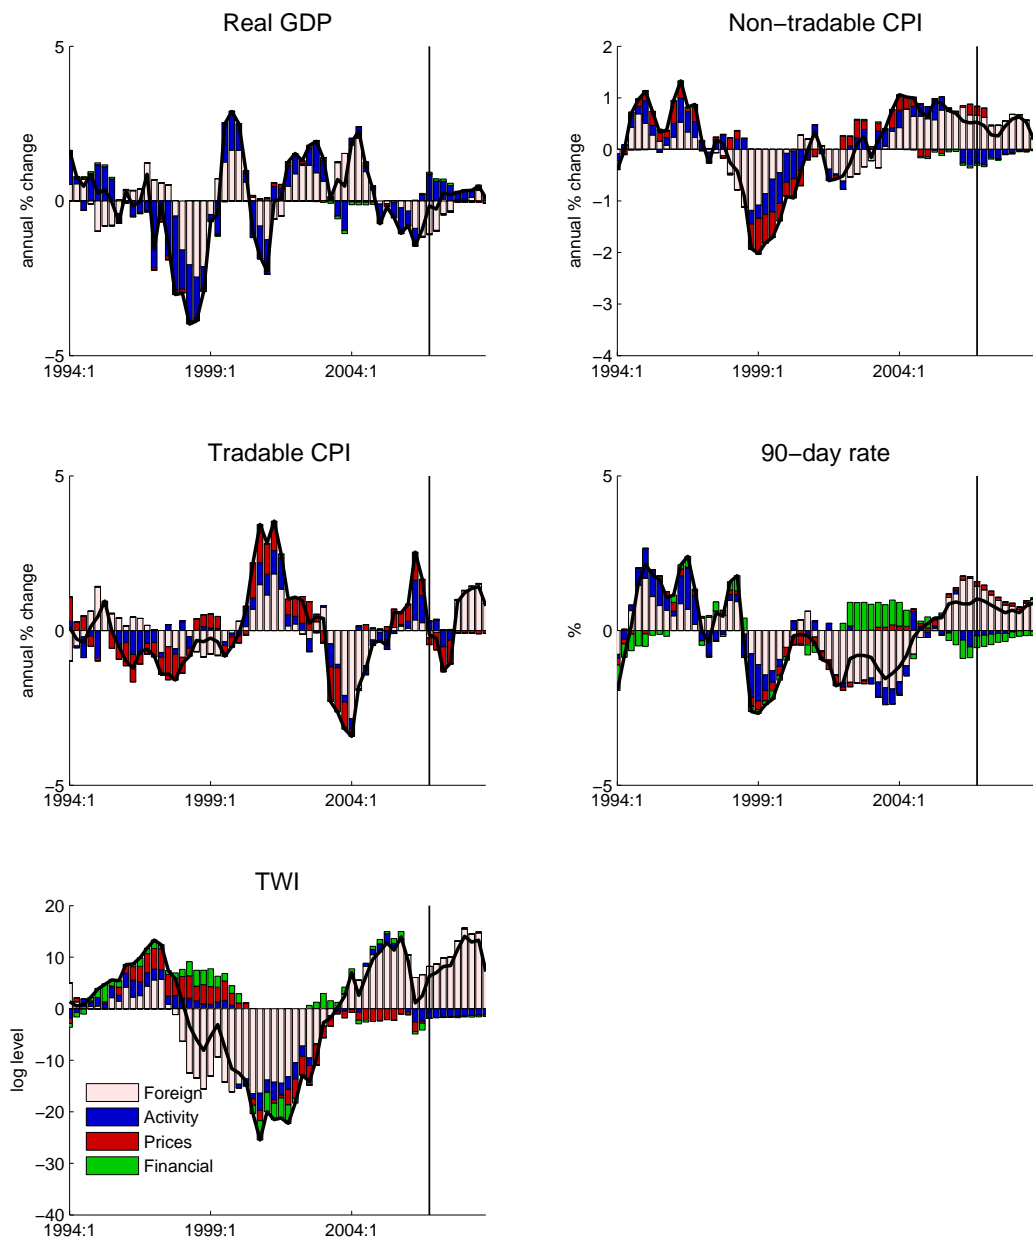 Real GDP
annual % change
5
0
−5
1994:1 1999:1 2004:1
Non−tradable CPI
annual % change
2
1
0
−1
−2
−3
−4
1994:1 1999:1 2004:1
Tradable CPI
annual % change
5
0
−5
1994:1 1999:1 2004:1
90−day rate
%
5
0
−5
1994:1 1999:1 2004:1
TWI
log level
20
10
0
−10
−20
−30
−40
1994:1 1999:1 2004:1
Foreign
Activity
Prices
Financial